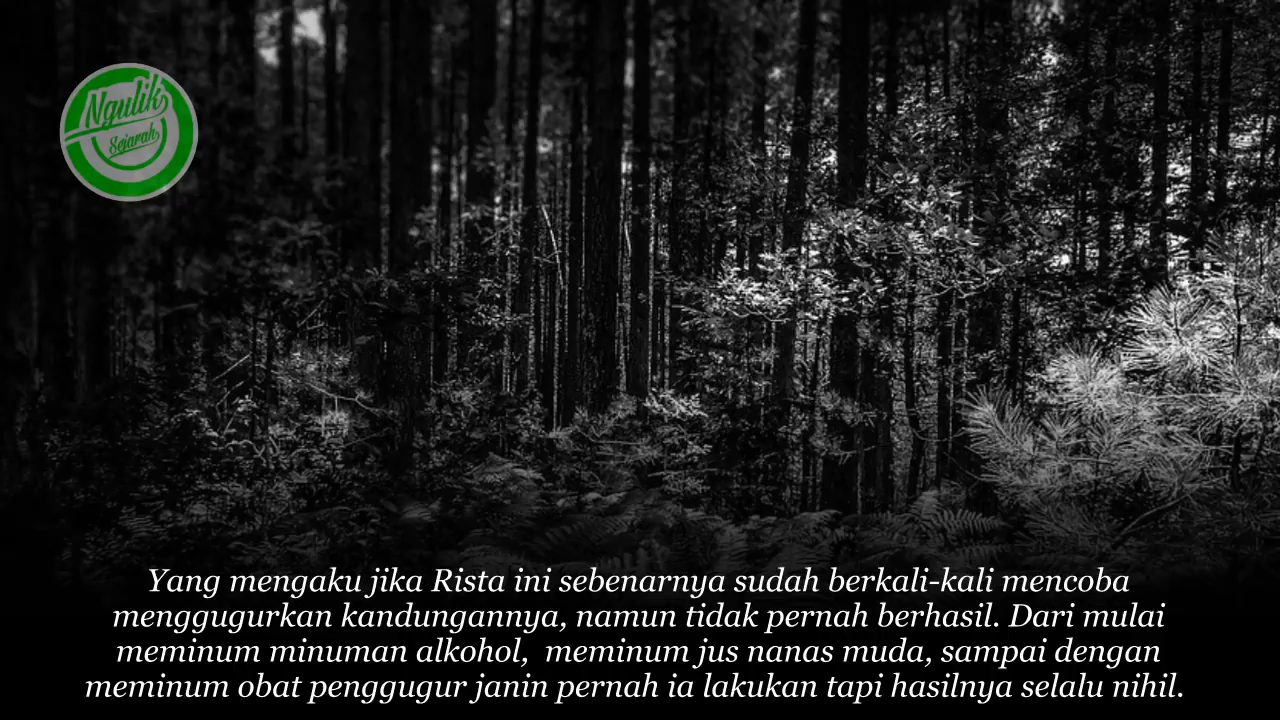 Ngulik
Sejarah
Yang mengaku jika Rista ini sebenarnya sudah berkali-kali mencoba
menggugurkan kandungannya, namun tidak pernah berhasil. Dari mulai
meminum minuman alkohol,  meminum jus nanas muda, sampai dengan
meminum obat penggugur janin pernah ia lakukan tapi hasilnya selalu nihil.